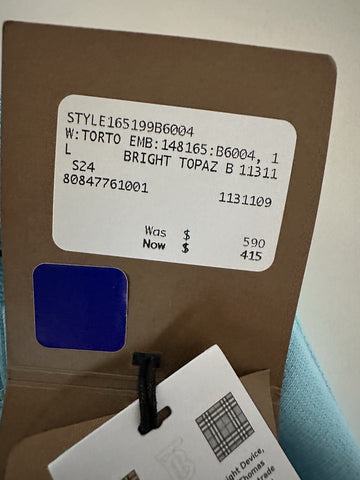 STYLE165199B6004
W:TORTO EMB:148165:B6004, 1
L BRIGHT TOPAZ B 11311
S24
80847761001 1131109
Was $ 590
Now $ 415
ight Device,
Thomas
trade